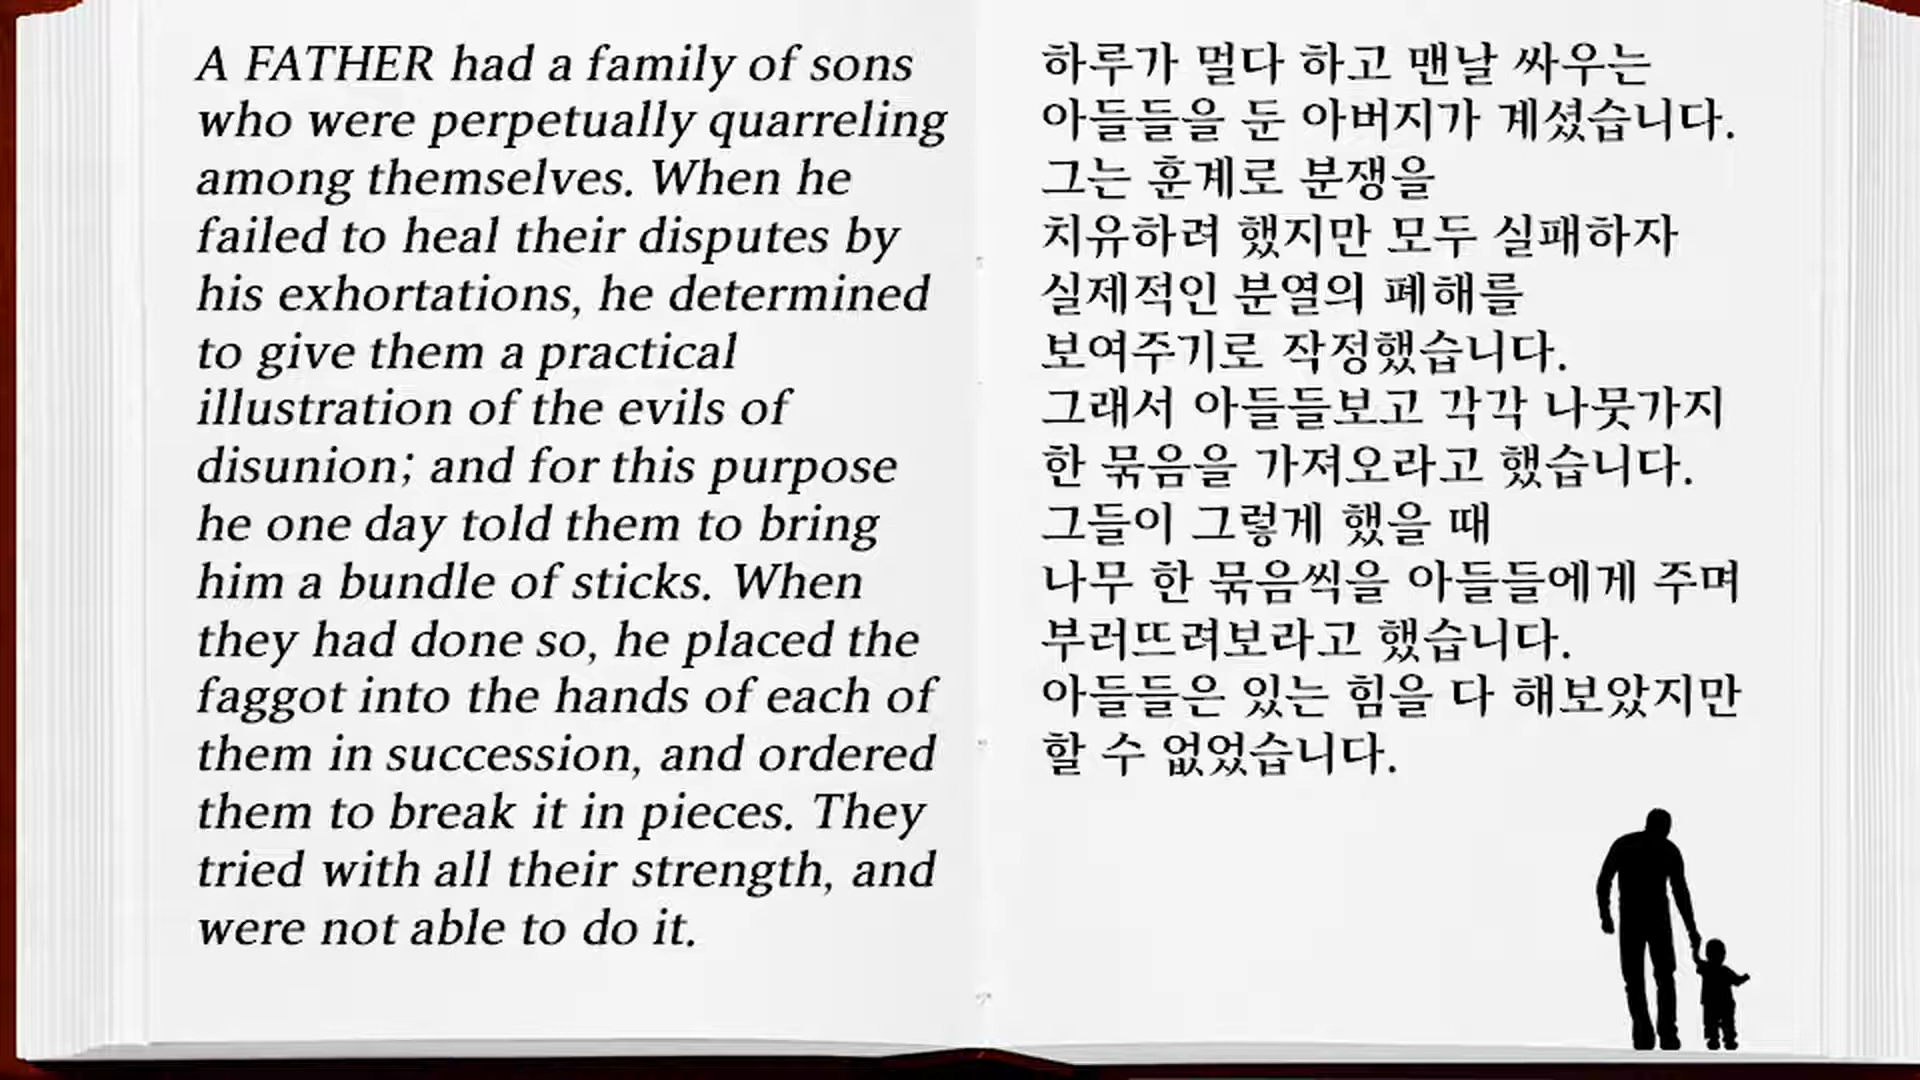 A FATHER had a family of sons
who were perpetually quarreling
among themselves. When he
failed to heal their disputes by
his exhortations, he determined
to give them a practical
illustration of the evils of
disunion; and for this purpose
he one day told them to bring
him a bundle of sticks. When
they had done so, he placed the
faggot into the hands of each of
them in succession, and ordered
them to break it in pieces. They
tried with all their strength, and
were not able to do it.
하루가 멀다 하고 맨날 싸우는
아들들을 둔 아버지가 계셨습니다.
그는 훈계로 분쟁을
치유하려 했지만 모두 실패하자
실제적인 분열의 폐해를
보여주기로 작정했습니다.
그래서 아들들보고 각각 나뭇가지
한 묶음을 가져오라고 했습니다.
그들이 그렇게 했을 때
나무 한 묶음씩을 아들들에게 주며
부러뜨려보라고 했습니다.
아들들은 있는 힘을 다 해보았지만
할 수 없었습니다.